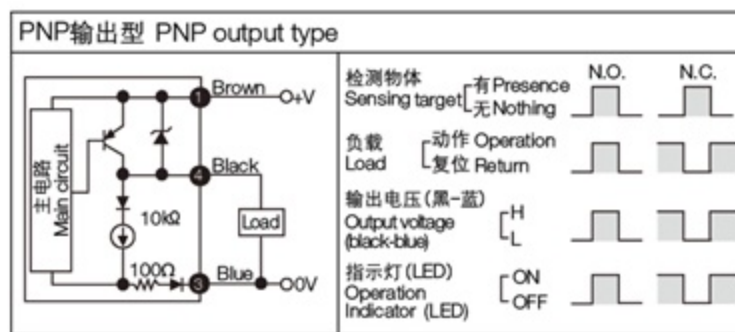 PNP输出型 PNP output type
1 Brown +V
主电路
Main circuit
4 Black
10kΩ
Load
100Ω
3 Blue 0V
N.O. N.C.
检测物体 有 Presence
Sensing target 无 Nothing
负载 动作 Operation
Load 复位 Return
输出电压(黑-蓝) H
Output voltage
(black-blue) L
指示灯(LED) ON
Operation OFF
Indicator (LED)